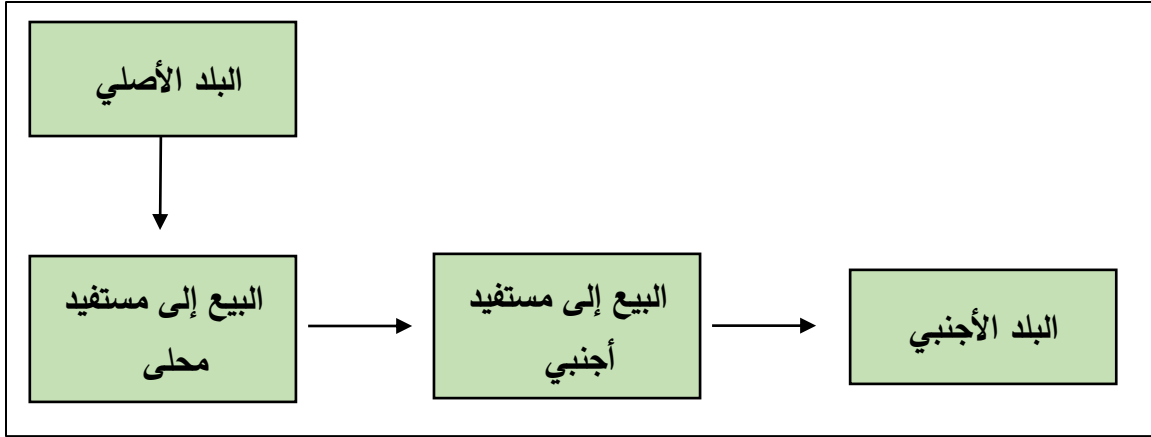 البلد الأصلي
البيع إلى مستفيد
محلى
البيع إلى مستفيد
أجنبي
البلد الأجنبي